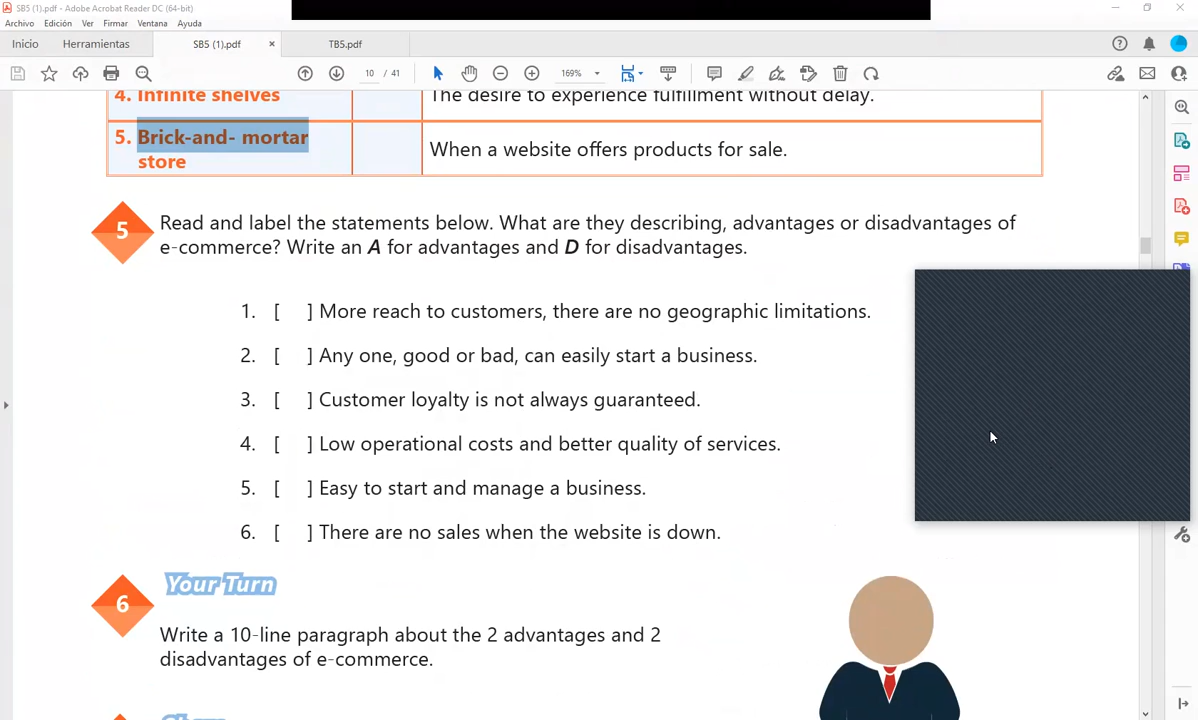 SB5 (1).pdf - Adobe Acrobat Reader DC (64-bit)
Archivo Edición Ver Firmar Ventana Ayuda
Inicio Herramientas SB5 (1).pdf × TB5.pdf
10 / 41 169%
4. Infinite shelves The desire to experience fulfillment without delay.
5. Brick-and- mortar
store
When a website offers products for sale.
5 Read and label the statements below. What are they describing, advantages or disadvantages of
e-commerce? Write an A for advantages and D for disadvantages.
1. [ ] More reach to customers, there are no geographic limitations.
2. [ ] Any one, good or bad, can easily start a business.
3. [ ] Customer loyalty is not always guaranteed.
4. [ ] Low operational costs and better quality of services.
5. [ ] Easy to start and manage a business.
6. [ ] There are no sales when the website is down.
Your Turn
6 Write a 10-line paragraph about the 2 advantages and 2
disadvantages of e-commerce.